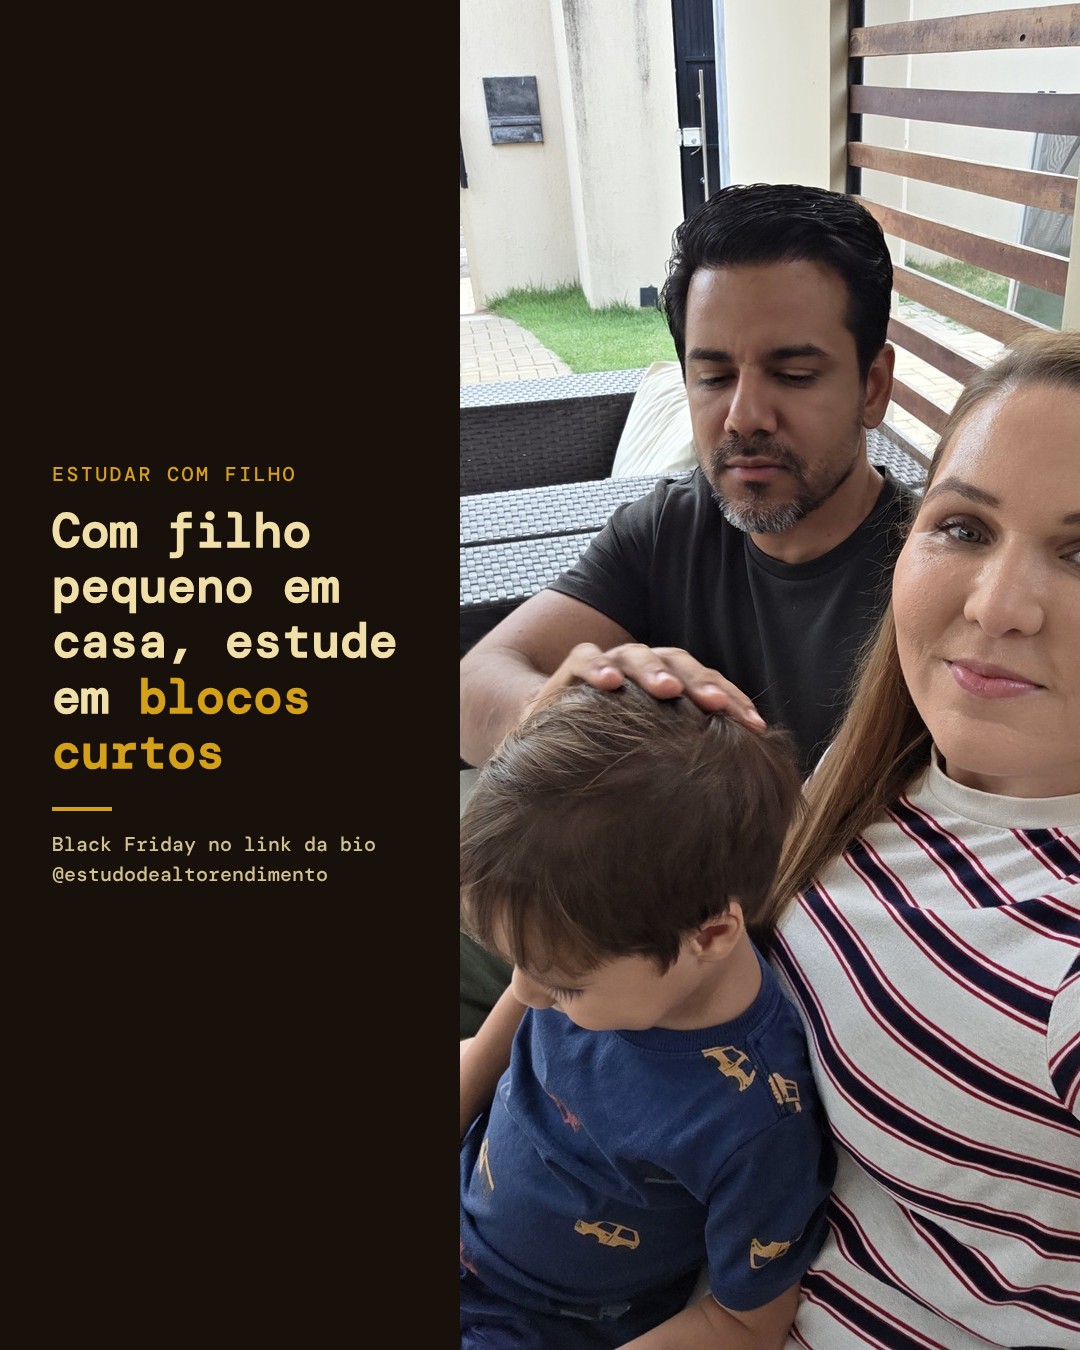 ESTUDAR COM FILHO
Com filho
pequeno em
casa, estude
em blocos
curtos
Black Friday no link da bio
@estudodealtorendimento